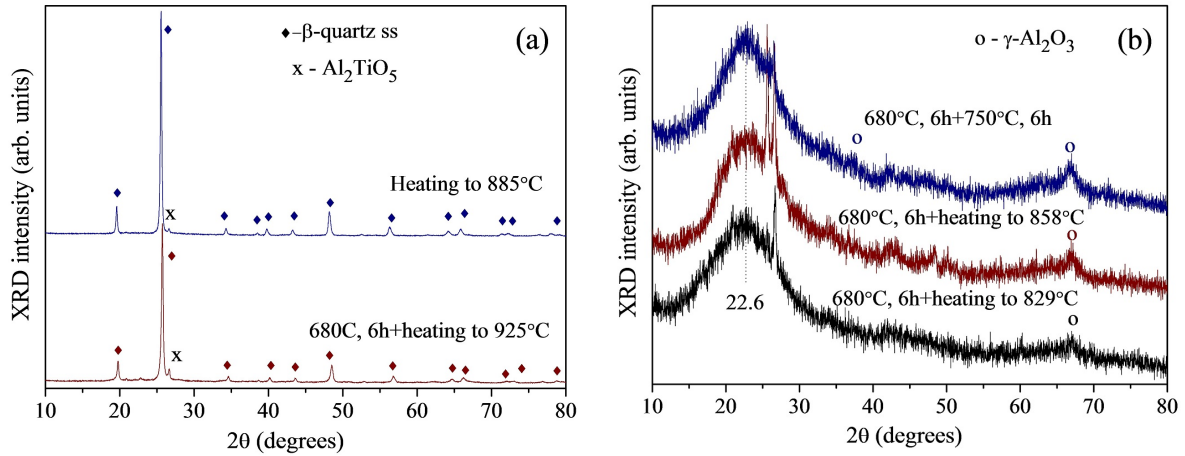 (a)
♦–β-quartz ss
x - Al₂TiO₅
Heating to 885°C
x
x
680C, 6h+heating to 925°C
XRD intensity (arb. units)
10 20 30 40 50 60 70 80
2θ (degrees)
(b)
o - γ-Al₂O₃
680°C, 6h+750°C, 6h
o
o
680°C, 6h+heating to 858°C
o
22.6
680°C, 6h+heating to 829°C
o
XRD intensity (arb. units)
10 20 30 40 50 60 70 80
2θ (degrees)